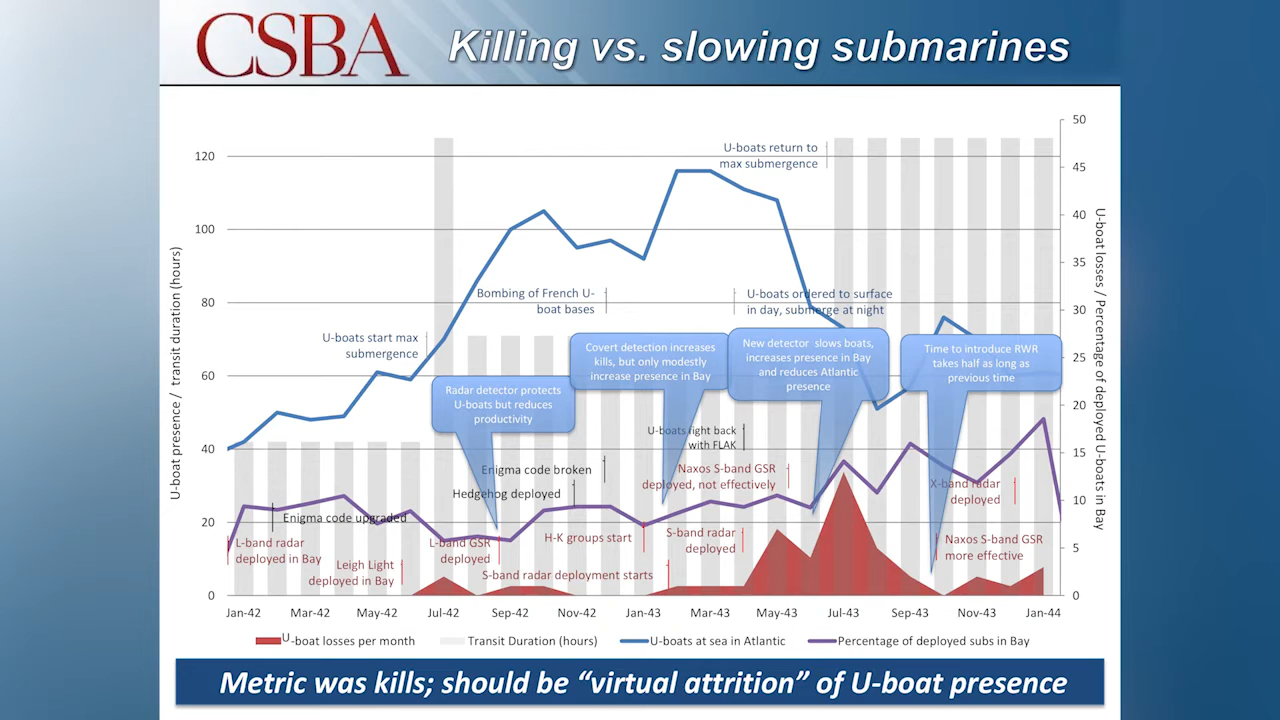 CSBA
Killing vs. slowing submarines
50
U-boats return to
max submergence
120
45
100
40
35
80
Bombing of French U-
boat bases
U-boats ordered to surface
in day, submerge at night
30
U-boats start max
submergence
Covert detection increases
kills, but only modestly
increase presence in Bay
New detector slows boats,
increases presence in Bay
and reduces Atlantic
presence
Time to introduce RWR
takes half as long as
previous time
25
60
Radar detector protects
U-boats but reduces
productivity
20
U-boats fight back
with FLAK
40
15
Enigma code broken
Naxos S-band GSR
deployed, not effectively
Hedgehog deployed
X-band radar
deployed
10
Enigma code upgraded
20
L-band radar
deployed in Bay
L-band GSR
deployed
H-K groups start
S-band radar
deployed
Naxos S-band GSR
more effective
5
Leigh Light
deployed in Bay
S-band radar deployment starts
0
0
U-boat presence / transit duration (hours)
U-boat losses / Percentage of deployed U-boats in Bay
Jan-42 Mar-42 May-42 Jul-42 Sep-42 Nov-42 Jan-43 Mar-43 May-43 Jul-43 Sep-43 Nov-43 Jan-44
U-boat losses per month Transit Duration (hours) U-boats at sea in Atlantic Percentage of deployed subs in Bay
Metric was kills; should be “virtual attrition” of U-boat presence